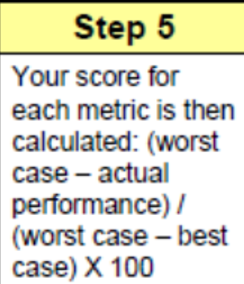 Step 5
Your score for
each metric is then
calculated: (worst
case – actual
performance) /
(worst case – best
case) X 100